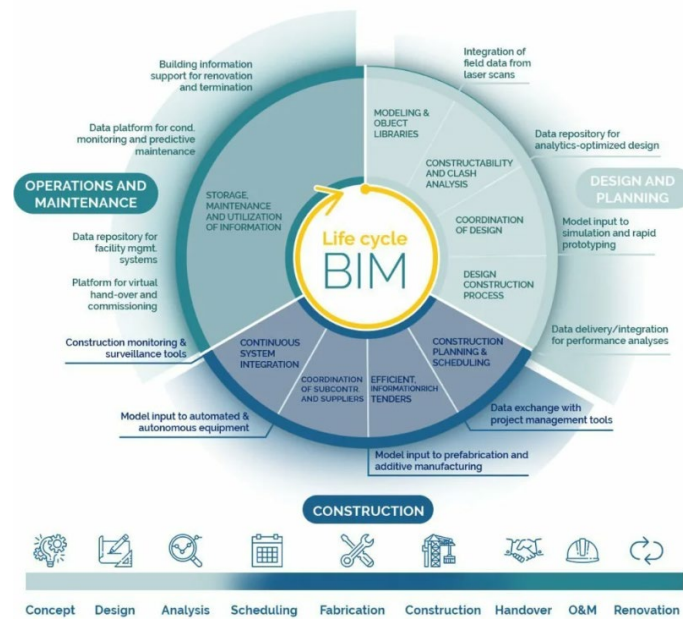 Building information
support for renovation
and termination
Data platform for cond.
monitoring and predictive
maintenance
OPERATIONS AND
MAINTENANCE
Data repository for
facility mgmt.
systems
Platform for virtual
hand-over and
commissioning
STORAGE,
MAINTENANCE
AND UTILIZATION
OF INFORMATION
Life cycle
BIM
MODELING &
OBJECT
LIBRARIES
CONSTRUCTABILITY
AND CLASH
ANALYSIS
COORDINATION
OF DESIGN
DESIGN
CONSTRUCTION
PROCESS
Integration of
field data from
laser scans
Data repository for
analytics-optimized design
DESIGN AND
PLANNING
Model input to
simulation and rapid
prototyping
Data delivery/integration
for performance analyses
Construction monitoring &
surveillance tools
CONTINUOUS
SYSTEM
INTEGRATION
COORDINATION
OF SUBCONTR.
AND SUPPLIERS
EFFICIENT,
INFORMATIONRICH
TENDERS
CONSTRUCTION
PLANNING &
SCHEDULING
Model input to automated &
autonomous equipment
Data exchange with
project management tools
Model input to prefabrication and
additive manufacturing
CONSTRUCTION
Concept Design Analysis Scheduling Fabrication Construction Handover O&M Renovation